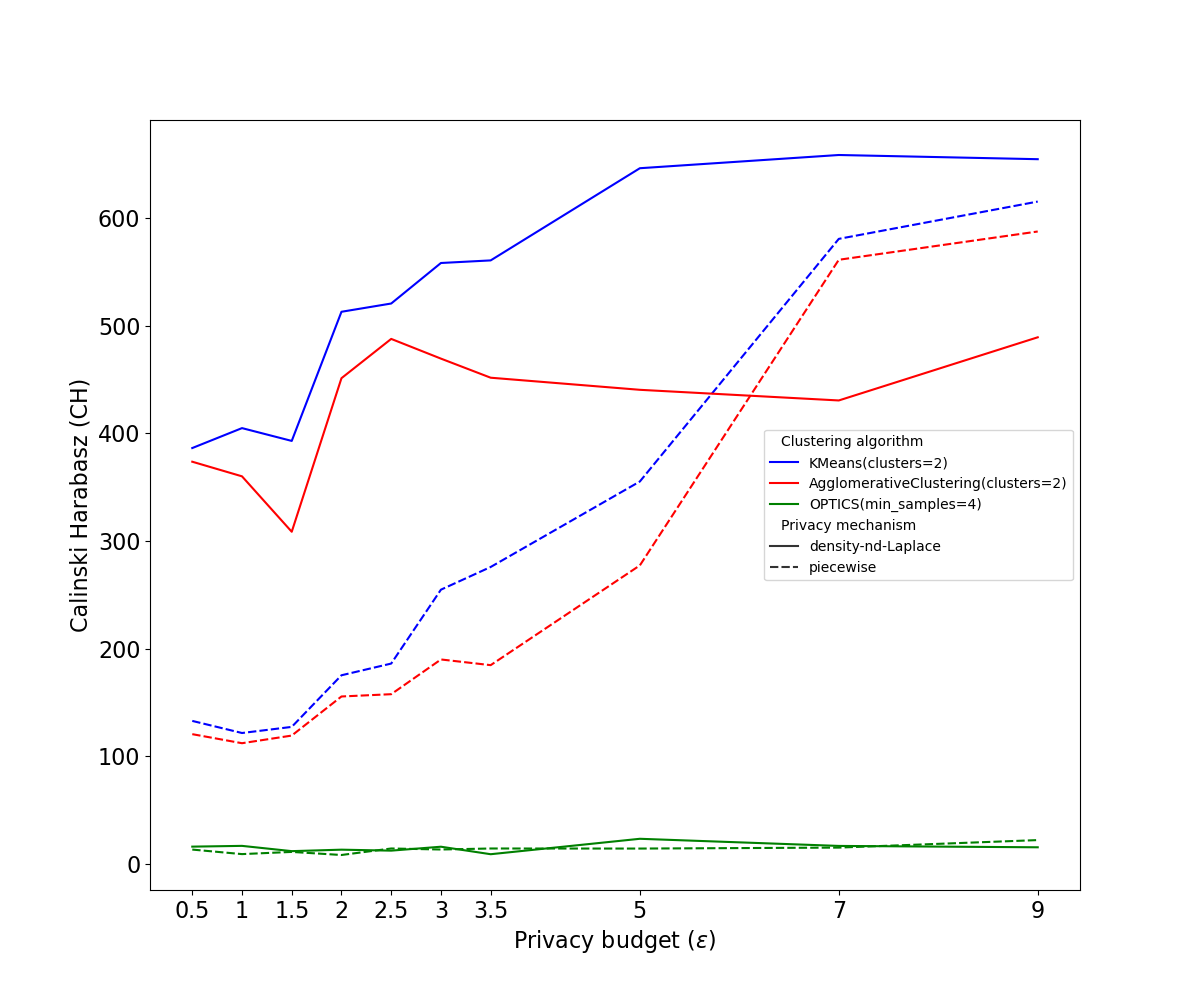 600
500
400
300
200
100
0
Calinski Harabasz (CH)
Clustering algorithm
KMeans(clusters=2)
AgglomerativeClustering(clusters=2)
OPTICS(min_samples=4)
Privacy mechanism
density-nd-Laplace
piecewise
0.5 1 1.5 2 2.5 3 3.5 5 7 9
Privacy budget (ε)